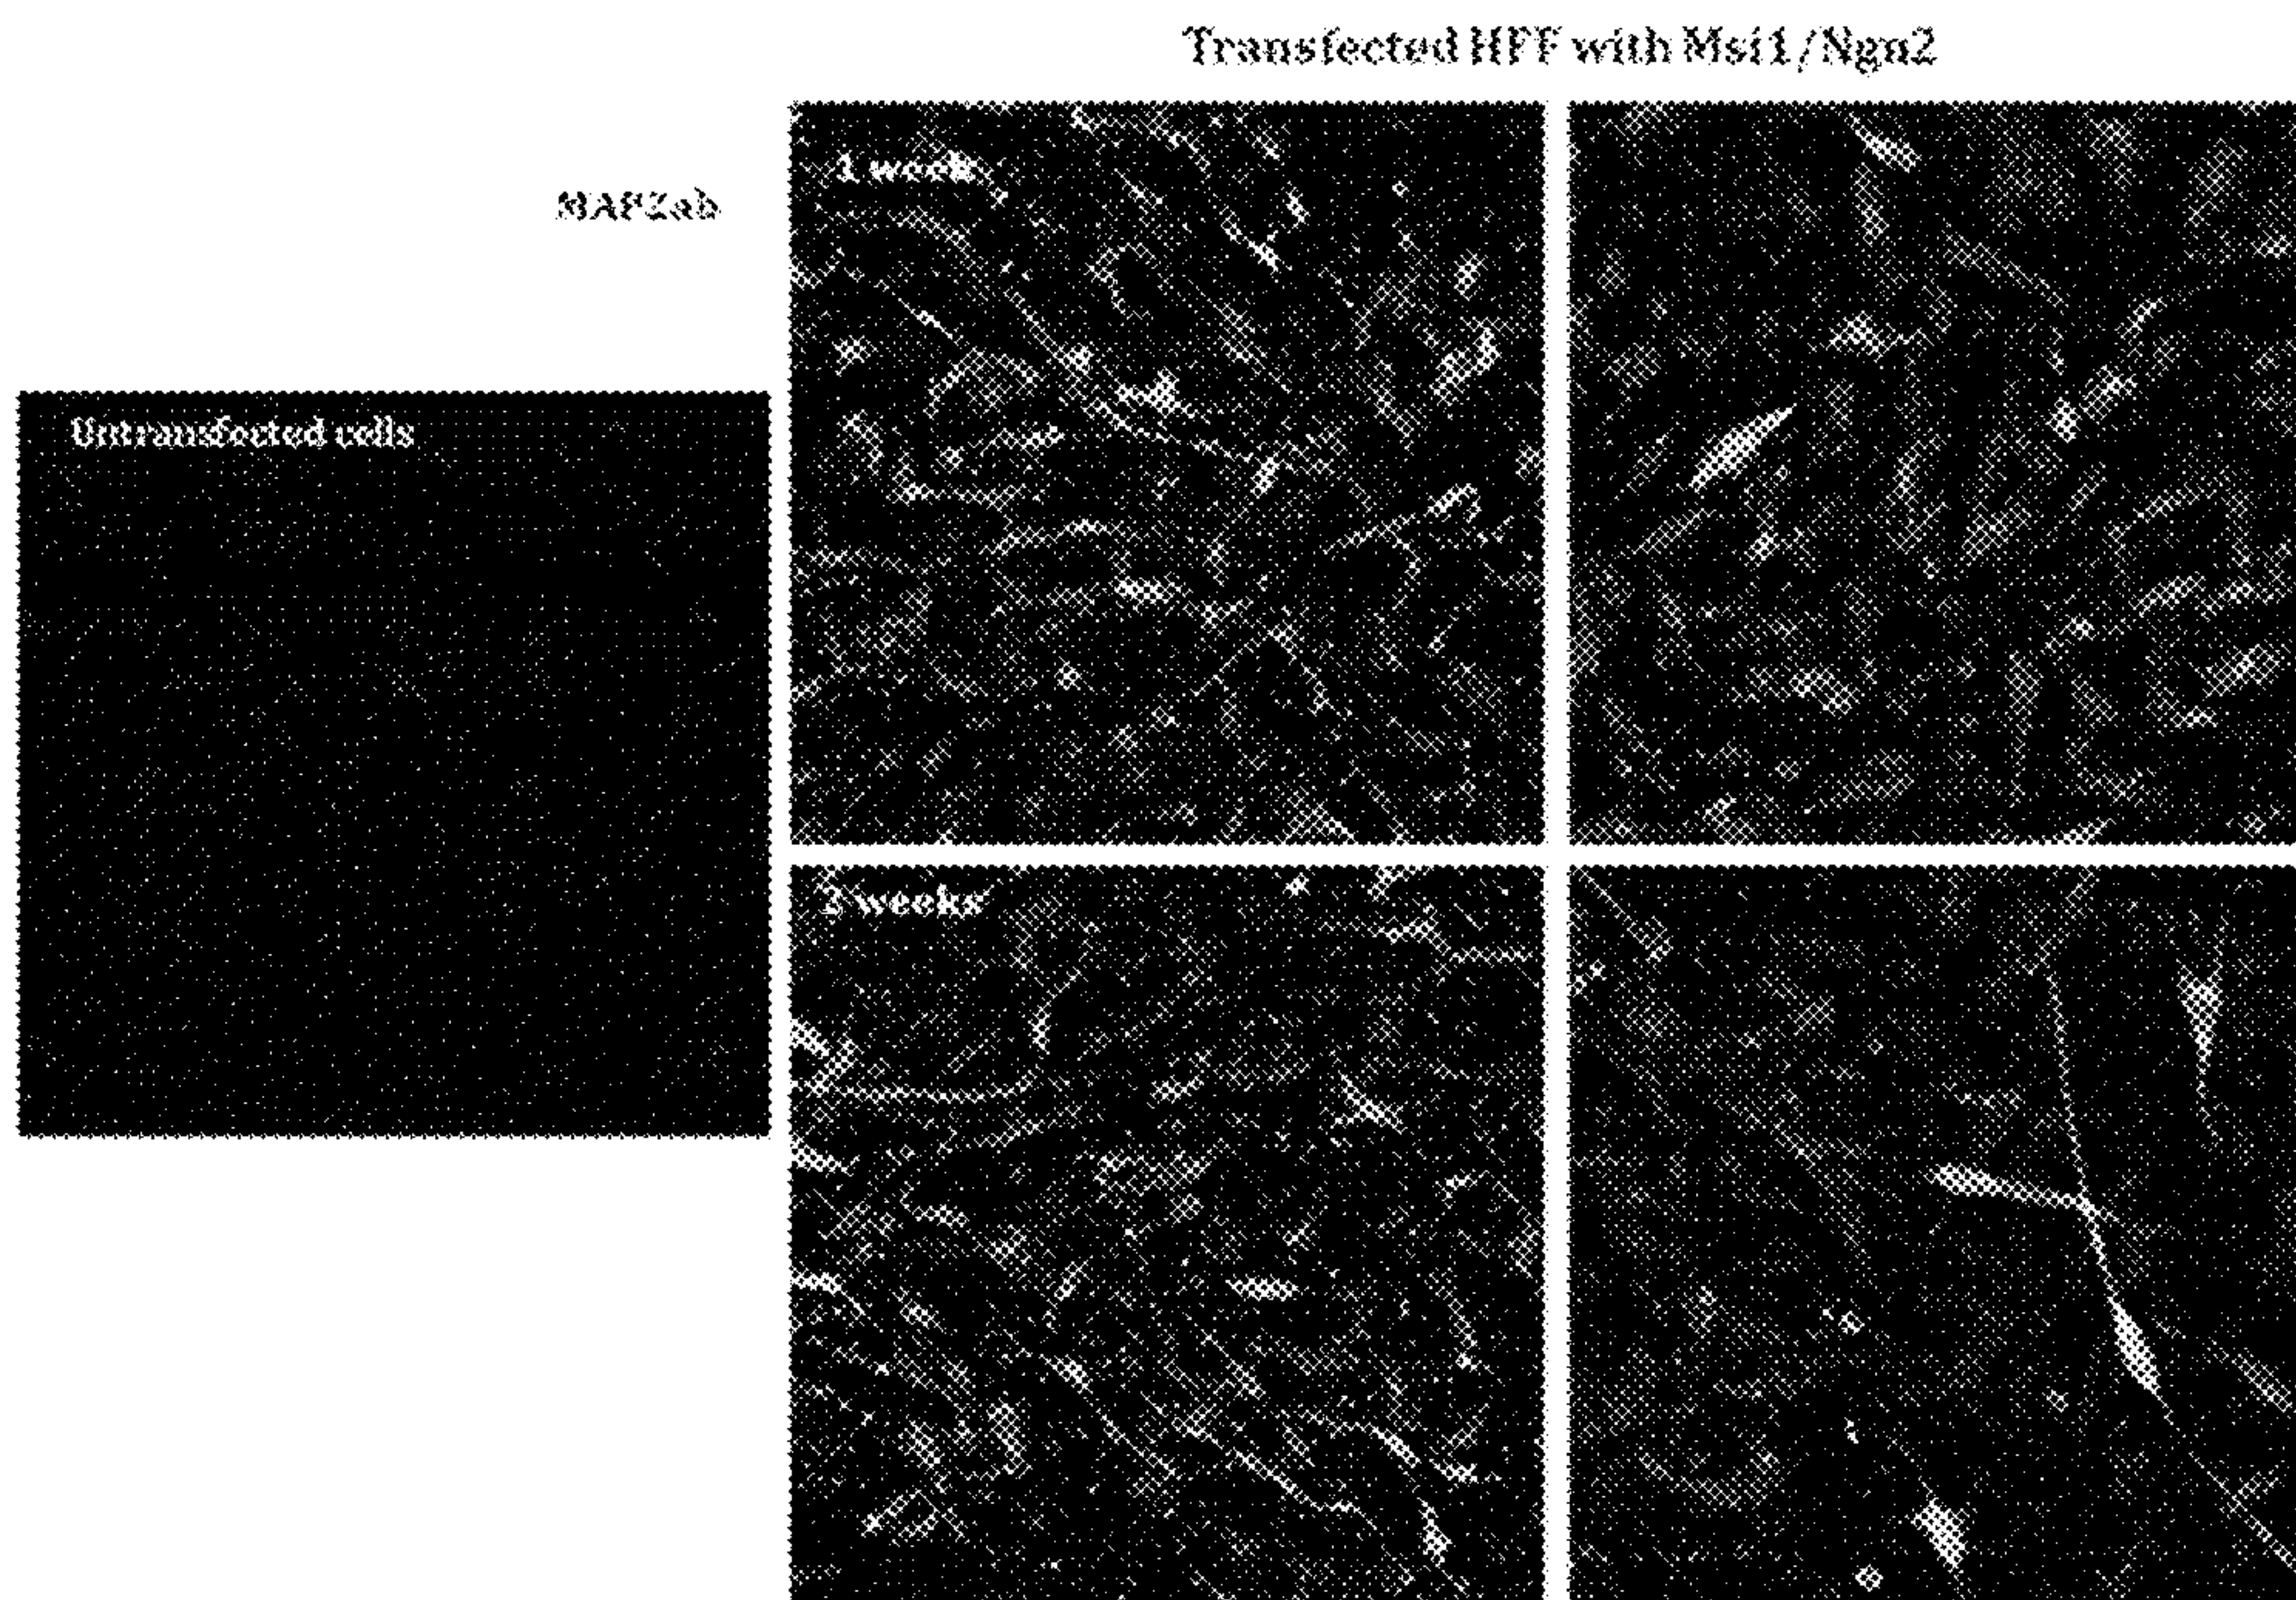 Transfected HFF with Msi1/Ngn2
1 week
MAP2ab
Untransfected cells
2 weeks